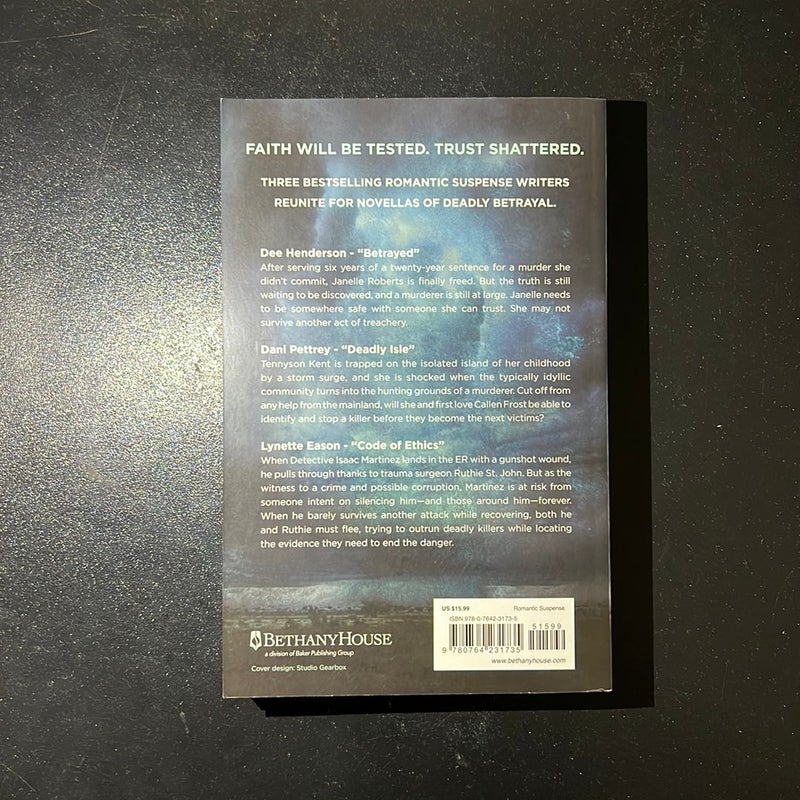 FAITH WILL BE TESTED. TRUST SHATTERED.
THREE BESTSELLING ROMANTIC SUSPENSE WRITERS
REUNITE FOR NOVELLAS OF DEADLY BETRAYAL.
Dee Henderson - “Betrayed”
After serving six years of a twenty-year sentence for a murder she
didn’t commit, Janelle Roberts is finally freed. But the truth is still
waiting to be discovered, and a murderer is still at large. Janelle needs
to be somewhere safe with someone she can trust. She may not
survive another act of treachery.
Dani Pettrey - “Deadly Isle”
Tennyson Kent is trapped on the isolated island of her childhood
by a storm surge, and she is shocked when the typically idyllic
community turns into the hunting grounds of a murderer. Cut off from
any help from the mainland, will she and first love Callen Frost be able to
identify and stop a killer before they become the next victims?
Lynette Eason - “Code of Ethics”
When Detective Isaac Martinez lands in the ER with a gunshot wound,
he pulls through thanks to trauma surgeon Ruthie St. John. But as the
witness to a crime and possible corruption, Martinez is at risk from
someone intent on silencing him—and those around him—forever.
When he barely survives another attack while recovering, both he
and Ruthie must flee, trying to outrun deadly killers while locating
the evidence they need to end the danger.
BETHANYHOUSE
a division of Baker Publishing Group
Cover design: Studio Gearbox
US $15.99 Romantic Suspense
ISBN 978-0-7642-3173-5
51599
9 780764 231735
www.bethanyhouse.com